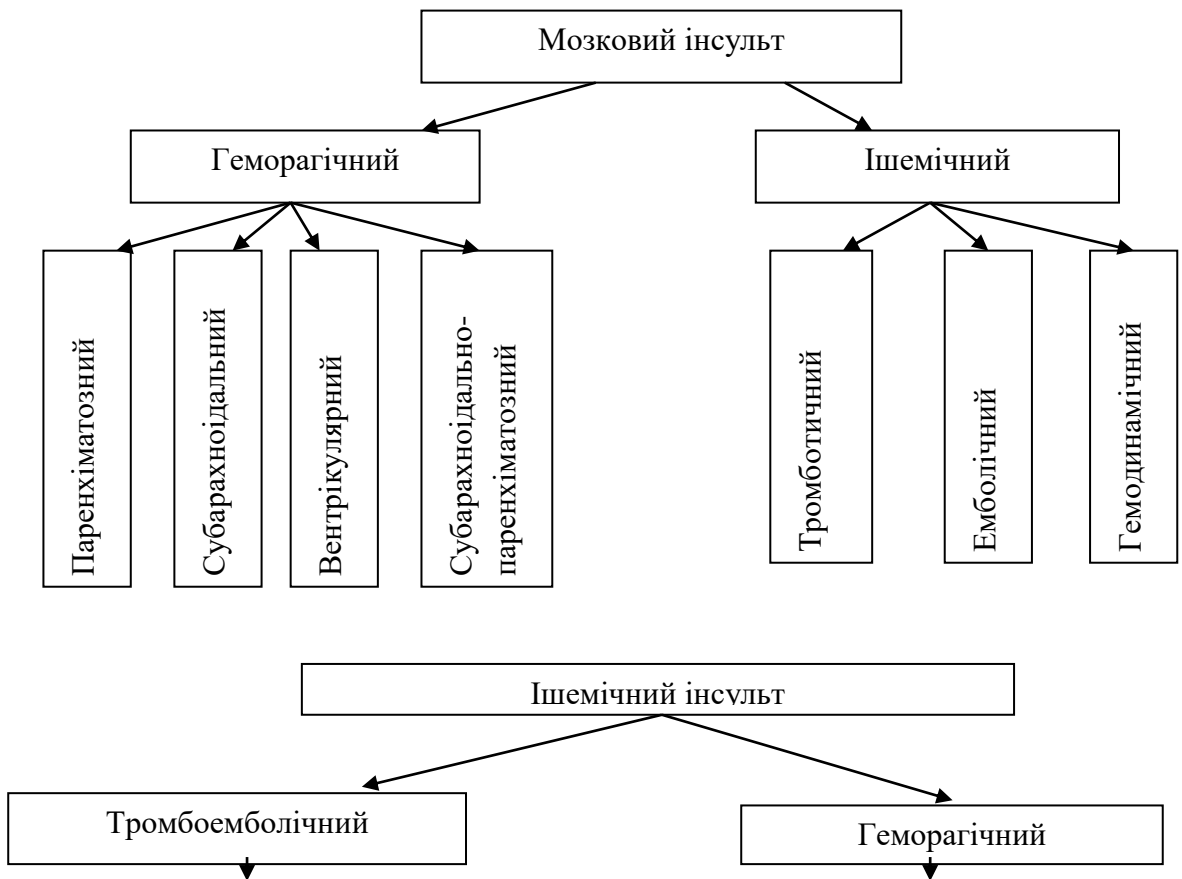 Мозковий інсульт
Геморагічний
Ішемічний
Паренхіматозний
Субарахноідальний
Вентрікулярний
Субарахноідально-
паренхіматозний
Тромботичний
Емболічний
Гемодинамічний
Ішемічний інсульт
Тромбоемболічний
Геморагічний